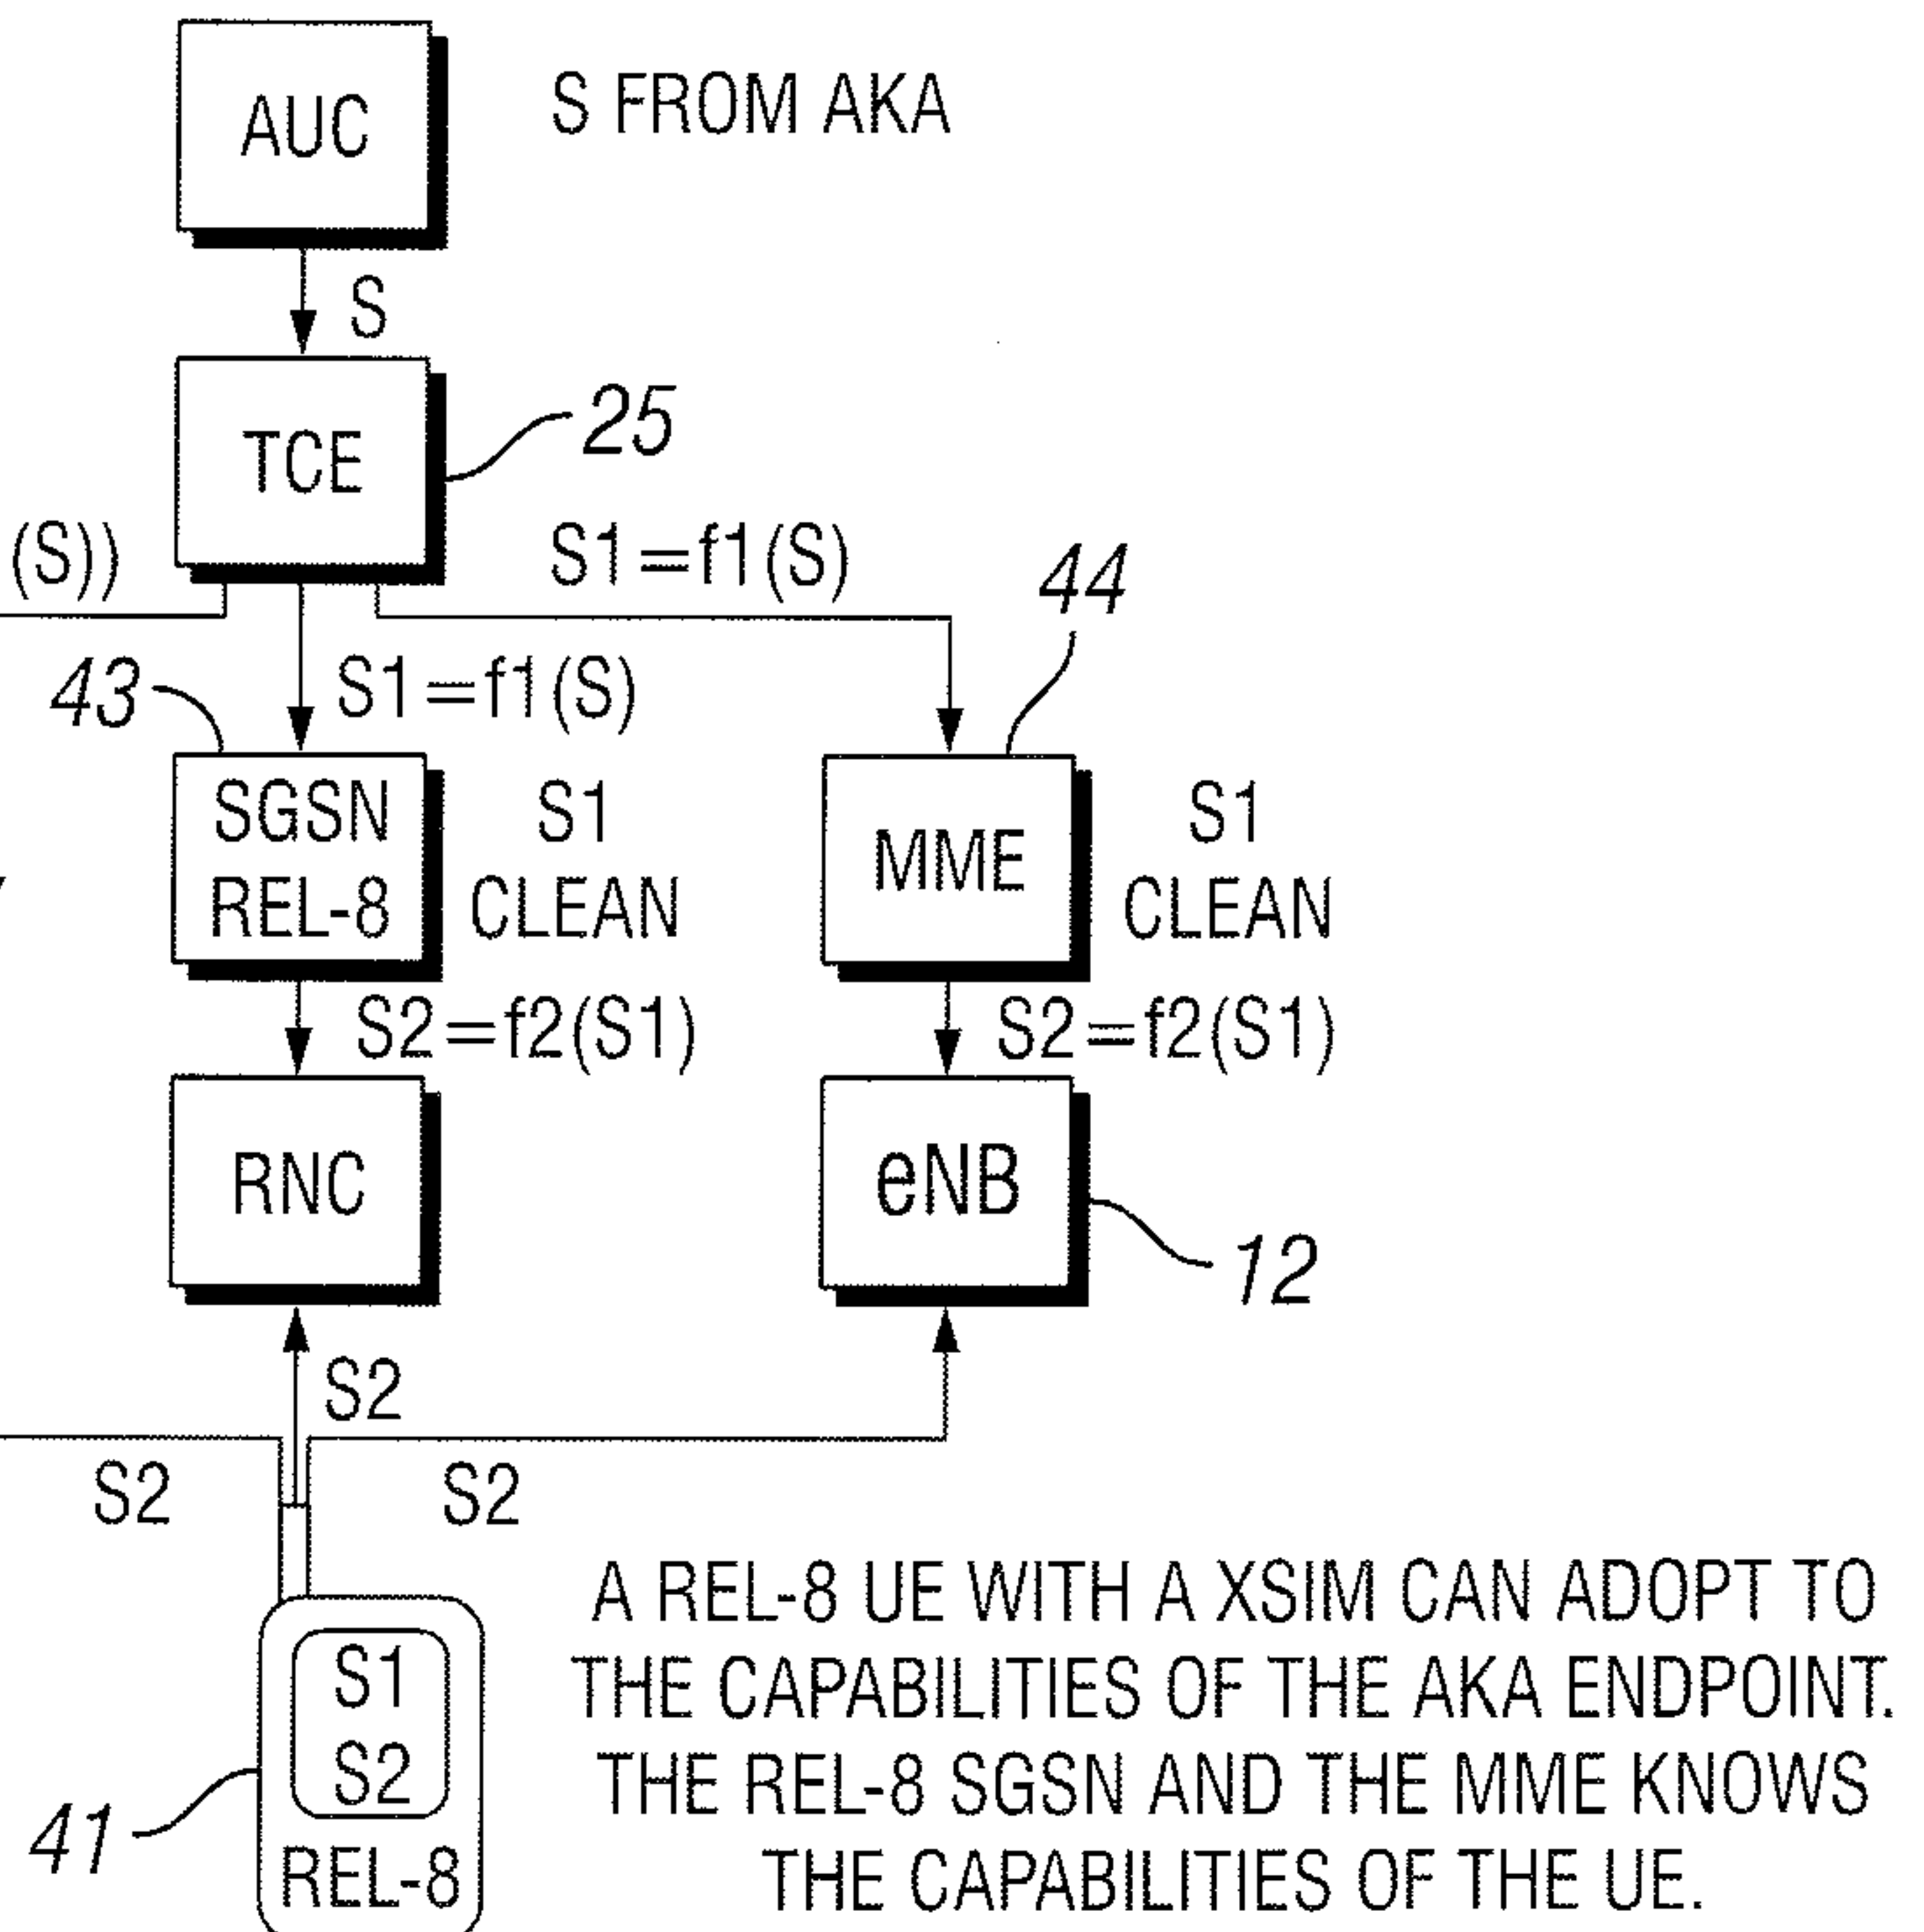 AUC
S FROM AKA
S
TCE
25
(S))
S1=f1(S)
44
43
S1=f1(S)
SGSN
REL-8
S1
CLEAN
MME
S1
CLEAN
S2=f2(S1)
S2=f2(S1)
RNC
eNB
12
S2
S2
S2
S1
S2
REL-8
41
A REL-8 UE WITH A XSIM CAN ADOPT TO
THE CAPABILITIES OF THE AKA ENDPOINT.
THE REL-8 SGSN AND THE MME KNOWS
THE CAPABILITIES OF THE UE.